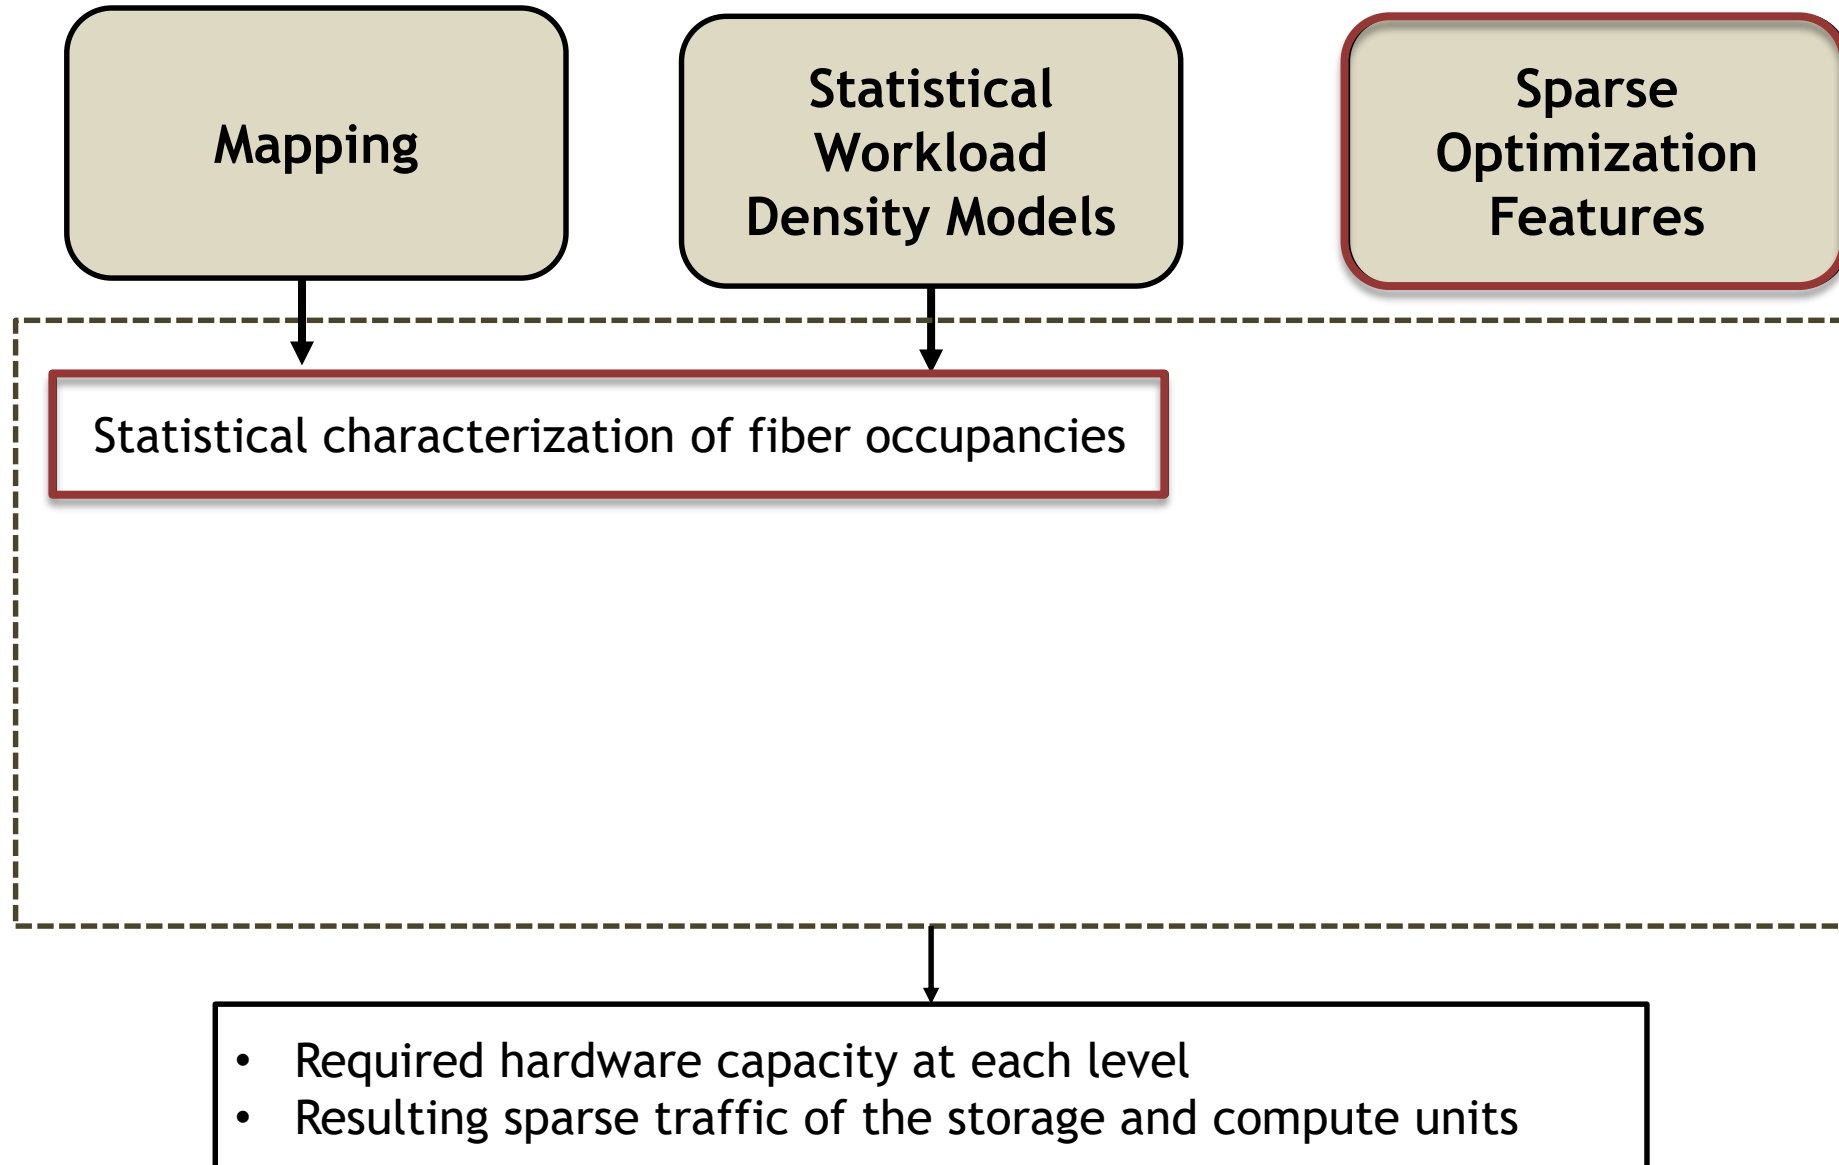 Mapping
Statistical
Workload
Density Models
Sparse
Optimization
Features
Statistical characterization of fiber occupancies
• Required hardware capacity at each level
• Resulting sparse traffic of the storage and compute units